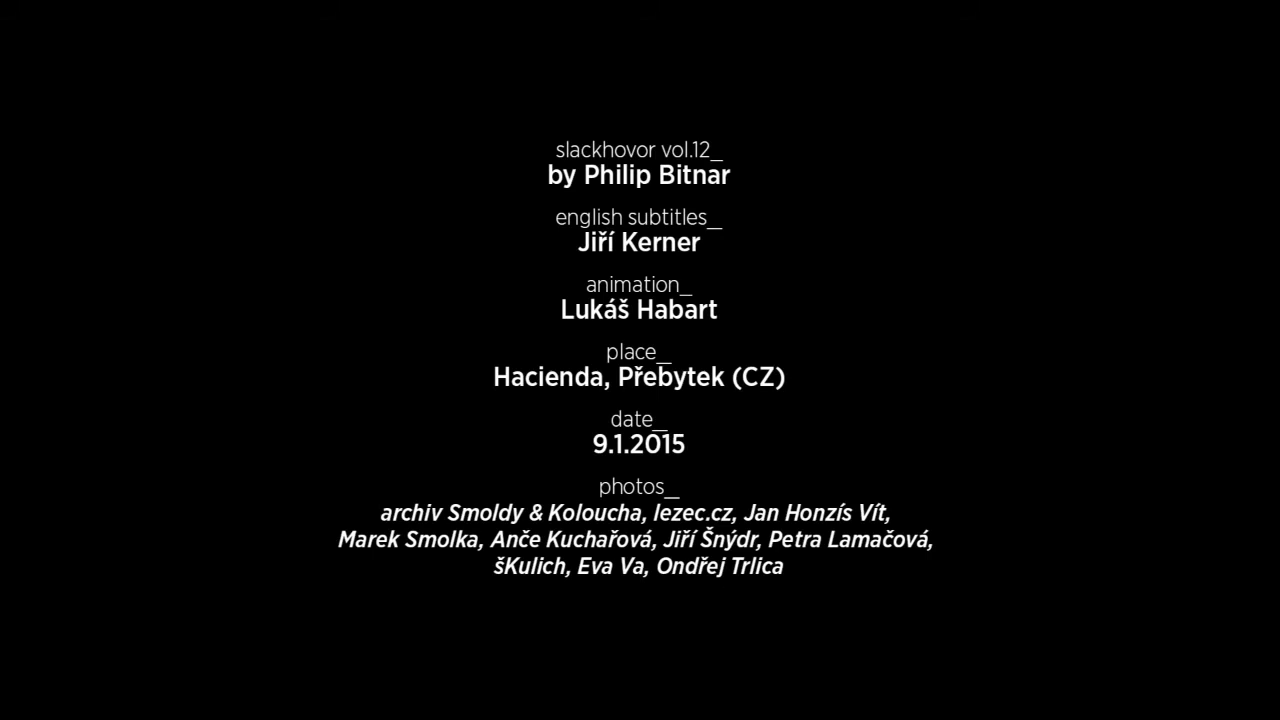 slackhovor vol.12_
by Philip Bitnar
english subtitles_
Jiří Kerner
animation_
Lukáš Habart
place_
Hacienda, Přebytek (CZ)
date_
9.1.2015
photos_
archiv Smoldy & Koloucha, lezec.cz, Jan Honzís Vít,
Marek Smolka, Anče Kuchařová, Jiří Šnýdr, Petra Lamačová,
šKulich, Eva Va, Ondřej Trlica